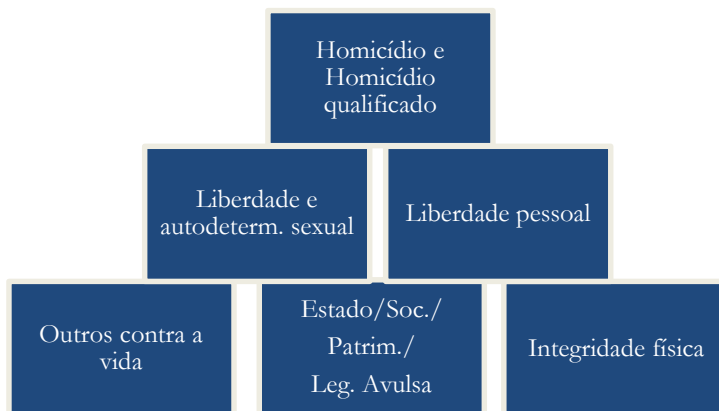 Homicídio e
Homicídio
qualificado
Liberdade e
autodeterm. sexual
Liberdade pessoal
Outros contra a
vida
Estado/Soc./
Patrim./
Leg. Avulsa
Integridade física